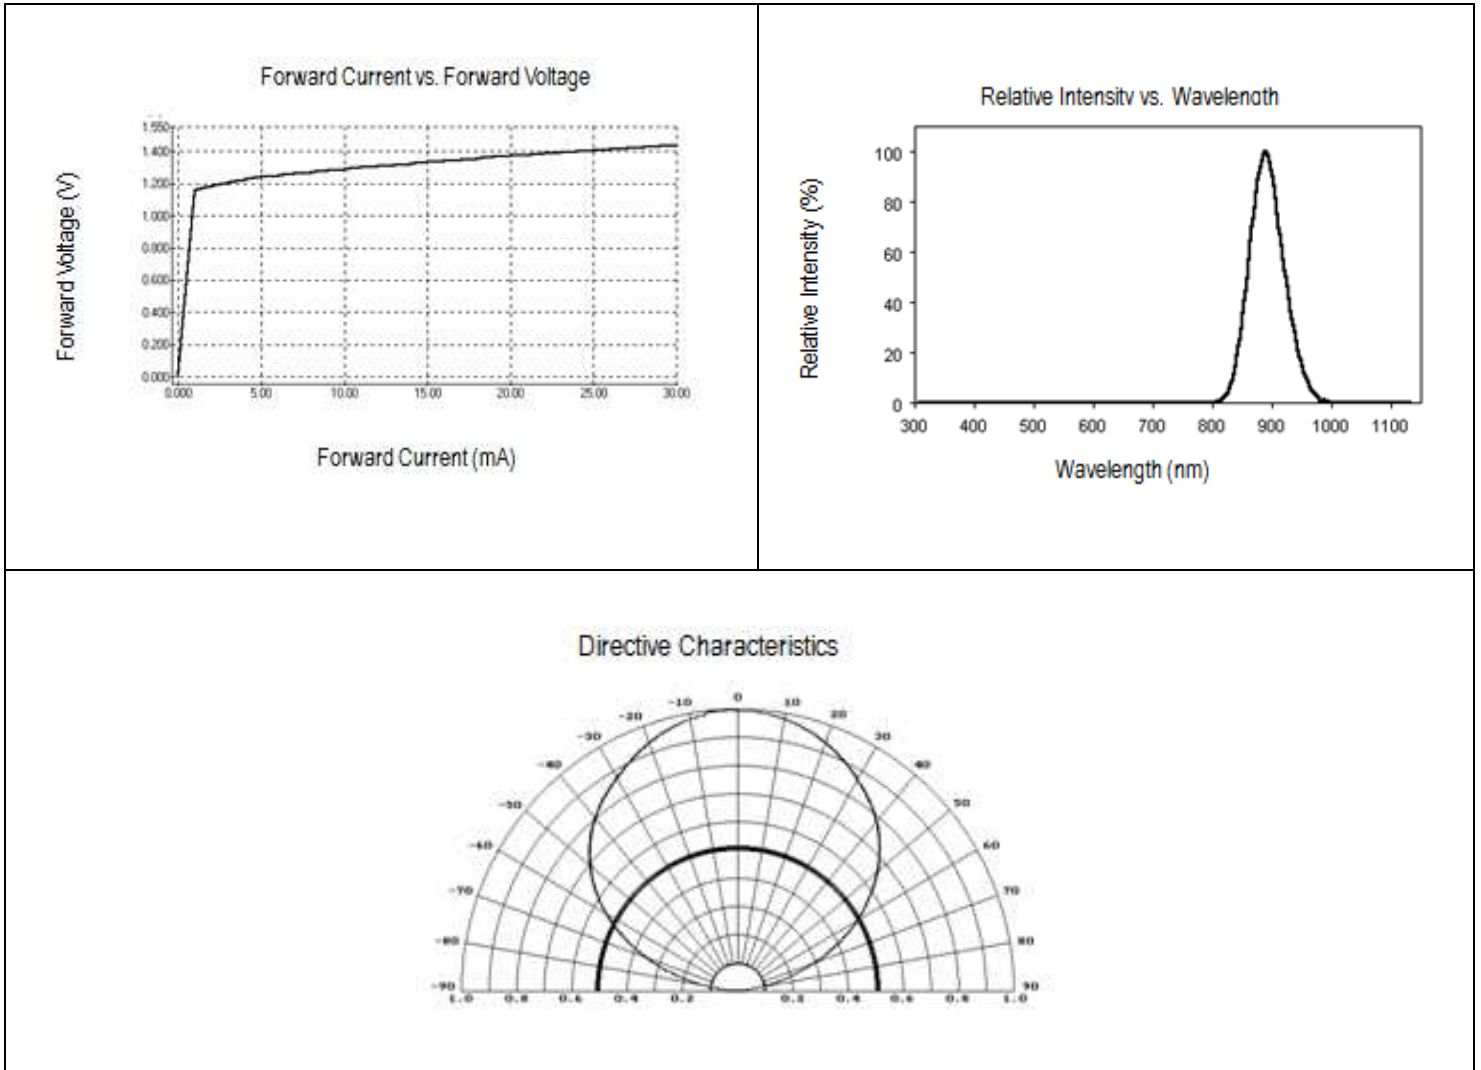 Forward Current vs. Forward Voltage
1.550
1.400
1.200
1.000
0.800
0.600
0.400
0.200
0.000
0.000 5.00 10.00 15.00 20.00 25.00 30.00
Forward Voltage (V)
Forward Current (mA)
Relative Intensity vs. Wavelength
100
80
60
40
20
0
300 400 500 600 700 800 900 1000 1100
Relative Intensity (%)
Wavelength (nm)
Directive Characteristics
-90 -80 -70 -60 -50 -40 -30 -20 -10 0 10 20 30 40 50 60 70 80 90
1.0 0.8 0.6 0.4 0.2 0.2 0.4 0.6 0.8 1.0